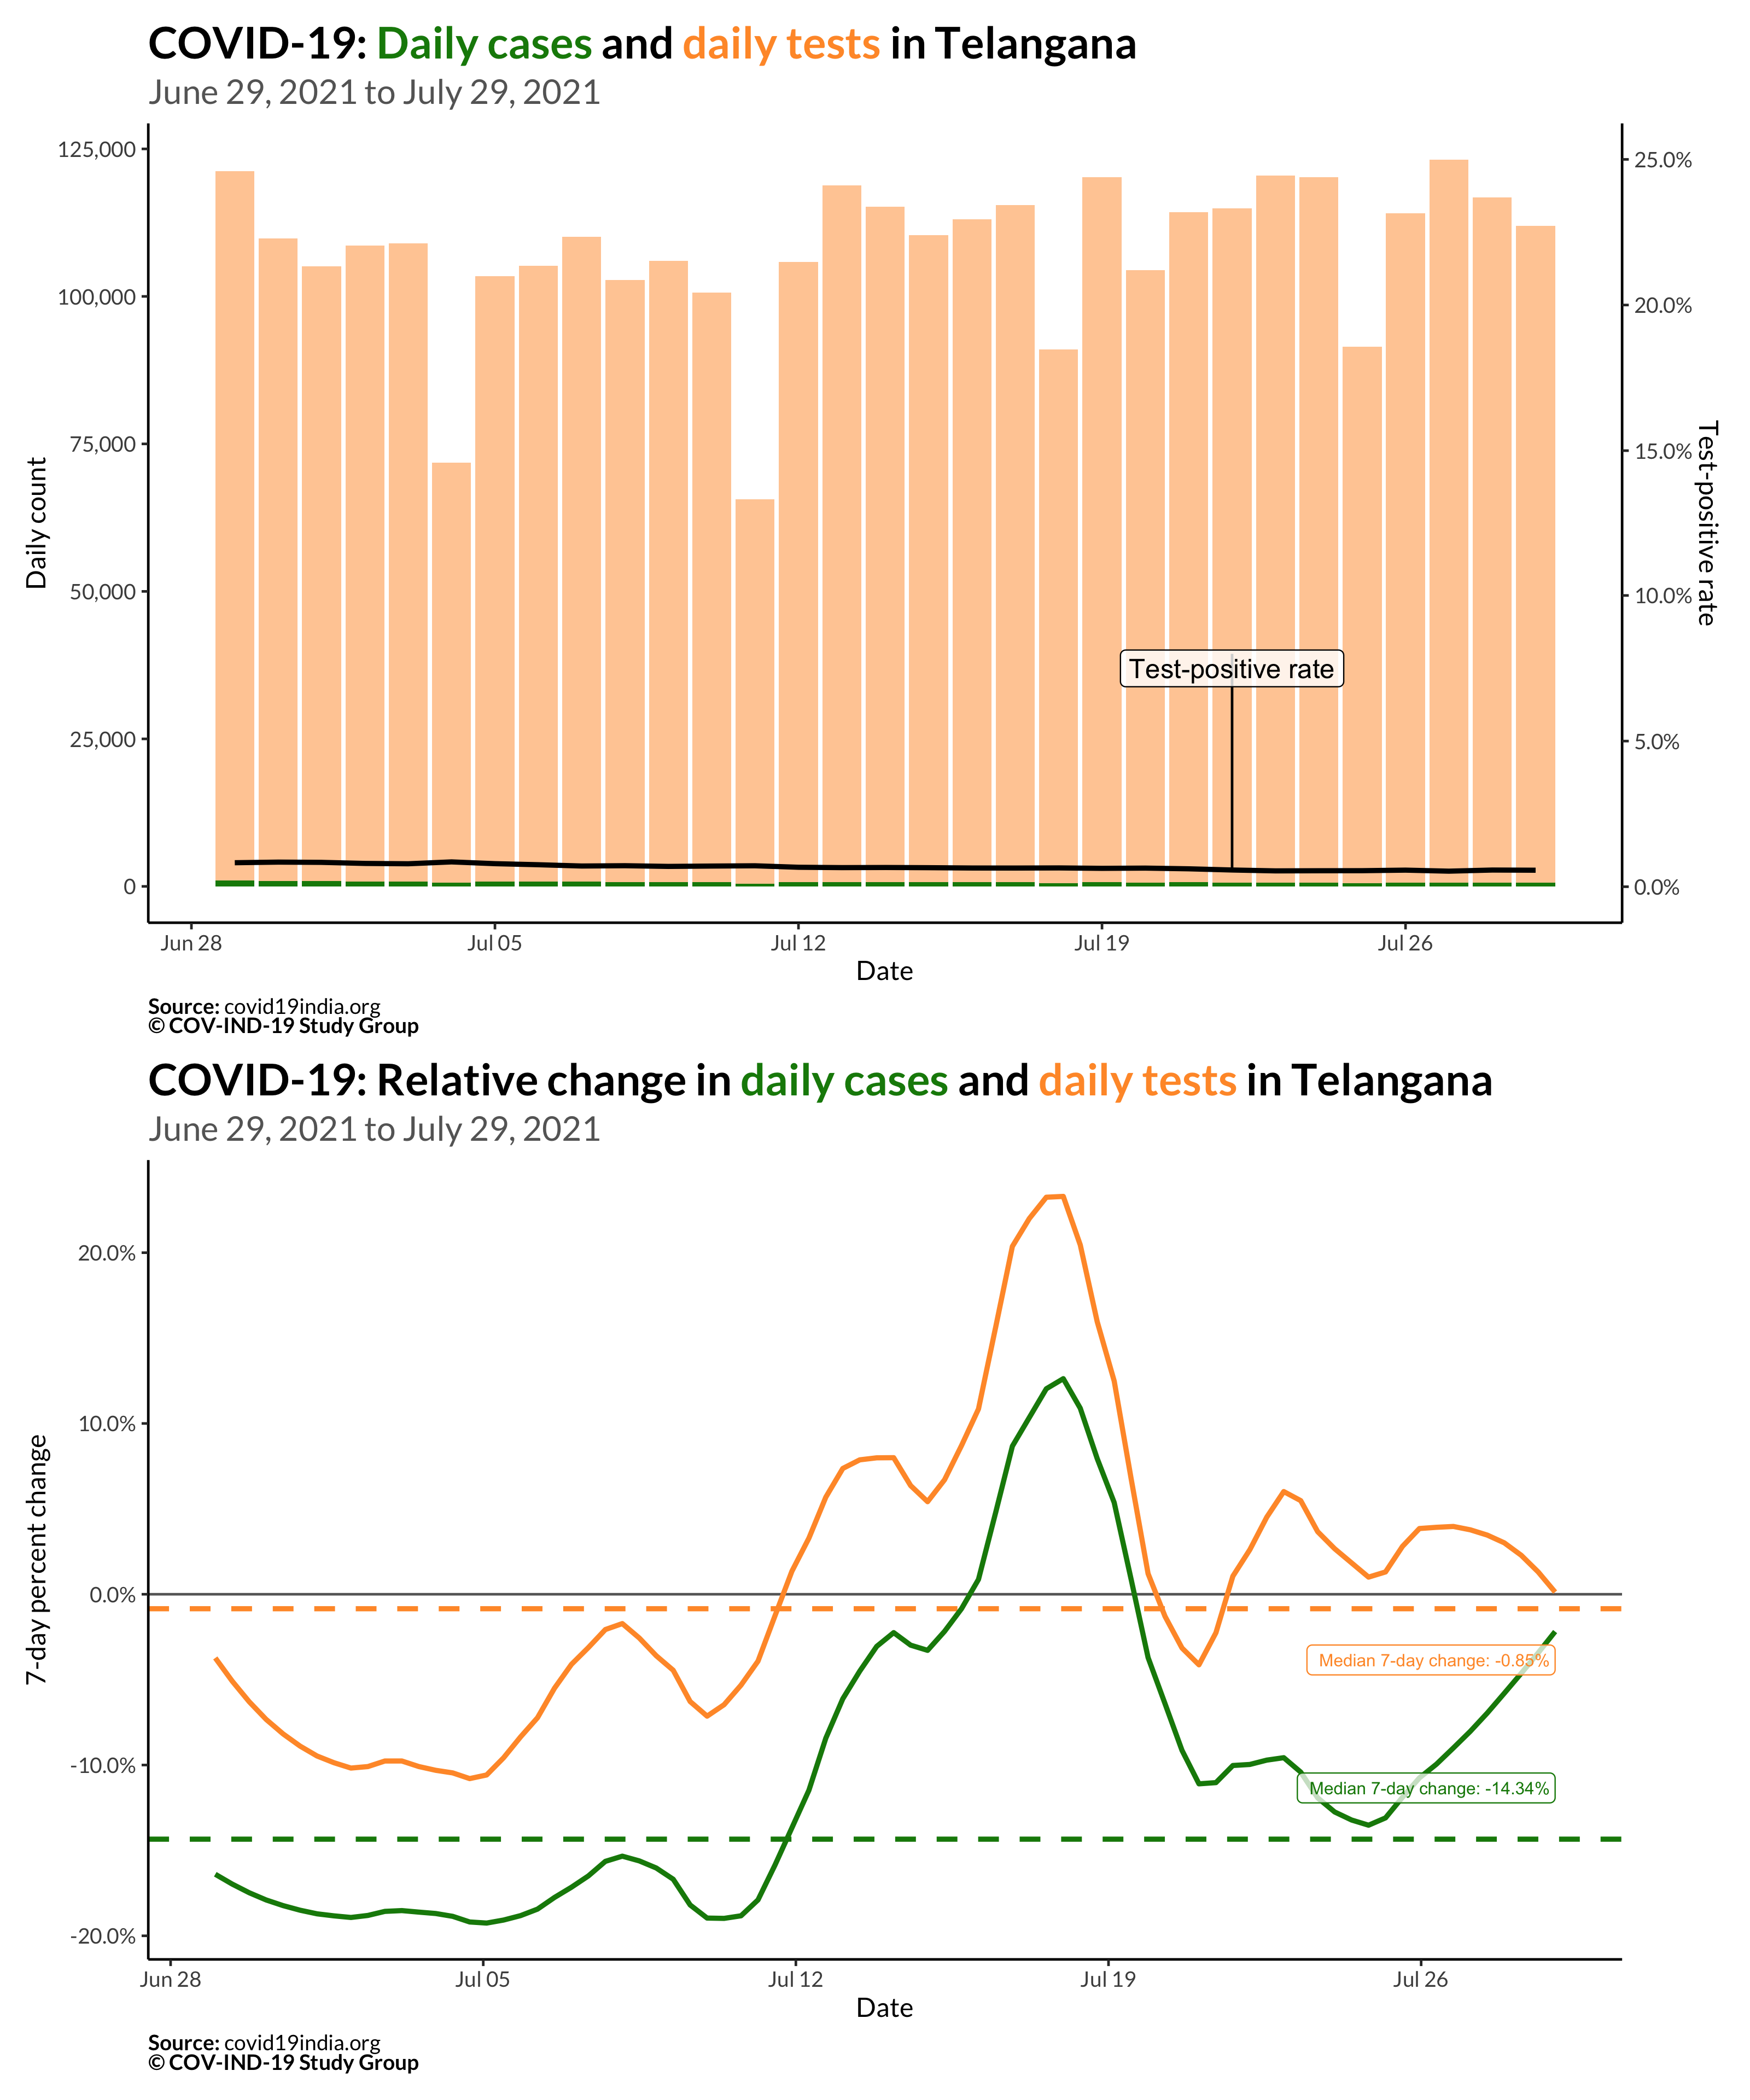 COVID-19: Daily cases and daily tests in Telangana
June 29, 2021 to July 29, 2021
125,000
100,000
75,000
50,000
25,000
0
Daily count
25.0%
20.0%
15.0%
10.0%
5.0%
0.0%
Test-positive rate
Test-positive rate
Jun 28
Jul 05
Jul 12
Jul 19
Jul 26
Date
Source: covid19india.org
© COV-IND-19 Study Group
COVID-19: Relative change in daily cases and daily tests in Telangana
June 29, 2021 to July 29, 2021
20.0%
10.0%
0.0%
-10.0%
-20.0%
7-day percent change
Median 7-day change: -0.85%
Median 7-day change: -14.34%
Jun 28
Jul 05
Jul 12
Jul 19
Jul 26
Date
Source: covid19india.org
© COV-IND-19 Study Group